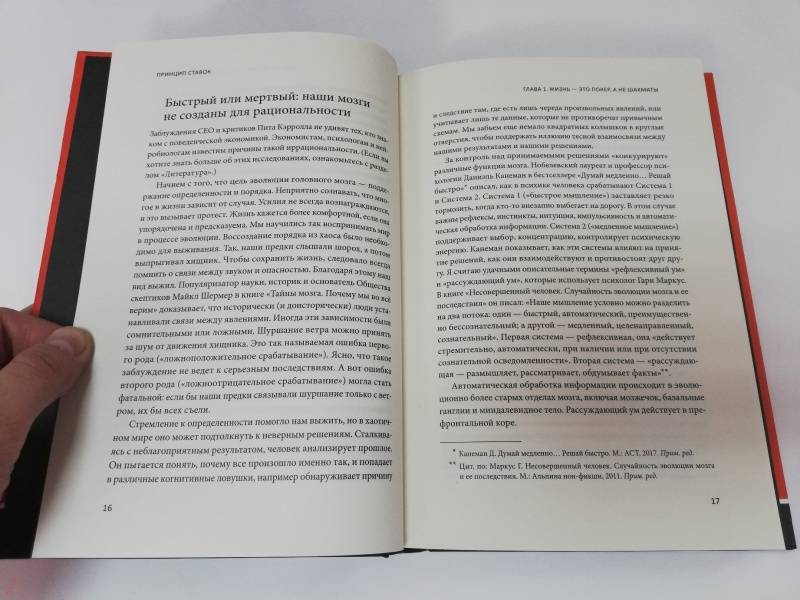 ПРИНЦИП СТАВОК
Быстрый или мертвый: наши мозги
не созданы для рациональности
Заблуждения CEO и критиков Пита Кэрролла не удивят тех, кто зна-
ком с поведенческой экономикой. Экономистам, психологам и ней-
робиологам известны причины такой иррациональности. (Если вы
хотите знать больше об этих исследованиях, ознакомьтесь с разде-
лом «Литература».)
Начнем с того, что цель эволюции головного мозга — поддер-
жание определенности и порядка. Неприятно сознавать, что мно-
гое в жизни зависит от случая. Усилия не всегда вознаграждаются,
и это вызывает протест. Жизнь кажется более комфортной, если она
упорядочена и предсказуема. Мы научились так воспринимать мир
в процессе эволюции. Воссоздание порядка из хаоса было необхо-
димо для выживания. Так, наши предки слышали шорох, а потом
выпрыгивал хищник. Чтобы сохранить жизнь, следовало всегда
помнить о связи между звуком и опасностью. Благодаря этому наш
вид выжил. Популяризатор науки, историк и основатель Общества
скептиков Майкл Шермер в книге «Тайны мозга. Почему мы во всё
верим» доказывает, что исторически (и доисторически) люди уста-
навливали связи между явлениями. Иногда эти зависимости были
сомнительными или ложными. Шуршание ветра можно принять
за шум от движения хищника. Это так называемая ошибка перво-
го рода («ложноположительное срабатывание»). Ясно, что такое
заблуждение не ведет к серьезным последствиям. А вот ошибка
второго рода («ложноотрицательное срабатывание») могла стать
фатальной: если бы наши предки связывали шуршание только с вет-
ром, их бы всех съели.
Стремление к определенности помогло нам выжить, но в хаотич-
ном мире оно может подтолкнуть к неверным решениям. Сталкива-
ясь с неблагоприятным результатом, человек анализирует прошлое.
Он пытается понять, почему все произошло именно так, и попадает
в различные когнитивные ловушки, например обнаруживает причину
16
ГЛАВА 1. ЖИЗНЬ — ЭТО ПОКЕР, А НЕ ШАХМАТЫ
и следствие там, где есть лишь череда произвольных явлений, или
учитывает лишь те данные, которые не противоречат привычным
схемам. Мы забьем еще немало квадратных колышков в круглые
отверстия, чтобы поддержать иллюзию тесной взаимосвязи между
нашими результатами и нашими решениями.
За контроль над принимаемыми решениями «конкурируют»
различные функции мозга. Нобелевский лауреат и профессор пси-
хологии Даниэль Канеман в бестселлере «Думай медленно… Решай
быстро»* описал, как в психике человека срабатывают Система 1
и Система 2. Система 1 («быстрое мышление») заставляет резко
тормозить, когда кто-то внезапно выбегает на дорогу. В этом случае
важны рефлексы, инстинкты, интуиция, импульсивность и автомати-
ческая обработка информации. Система 2 («медленное мышление»)
поддерживает выбор, концентрацию, контролирует психическую
энергию. Канеман показывает, как эти системы влияют на приня-
тие решений, как они взаимодействуют и противостоят друг дру-
гу. Я считаю удачными описательные термины «рефлексивный ум»
и «рассуждающий ум», которые использует психолог Гари Маркус.
В книге «Несовершенный человек. Случайность эволюции мозга и ее
последствия» он писал: «Наше мышление условно можно разделить
на два потока: один — быстрый, автоматический, преимуществен-
но бессознательный; а другой — медленный, целенаправленный,
сознательный». Первая система — рефлексивная, она «действует
стремительно, автоматически, при наличии или при отсутствии
сознательной осведомленности». Вторая система — «рассуждаю-
щая — размышляет, рассматривает, обдумывает факты»**.
Автоматическая обработка информации происходит в эволю-
ционно более старых отделах мозга, включая мозжечок, базальные
ганглии и миндалевидное тело. Рассуждающий ум действует в пре-
фронтальной коре.
* Канеман Д. Думай медленно… Решай быстро. М.: АСТ, 2017. Прим. ред.
** Цит. по: Маркус Г. Несовершенный человек. Случайность эволюции мозга
и ее последствия. М.: Альпина нон-фикшн, 2011. Прим. ред.
17